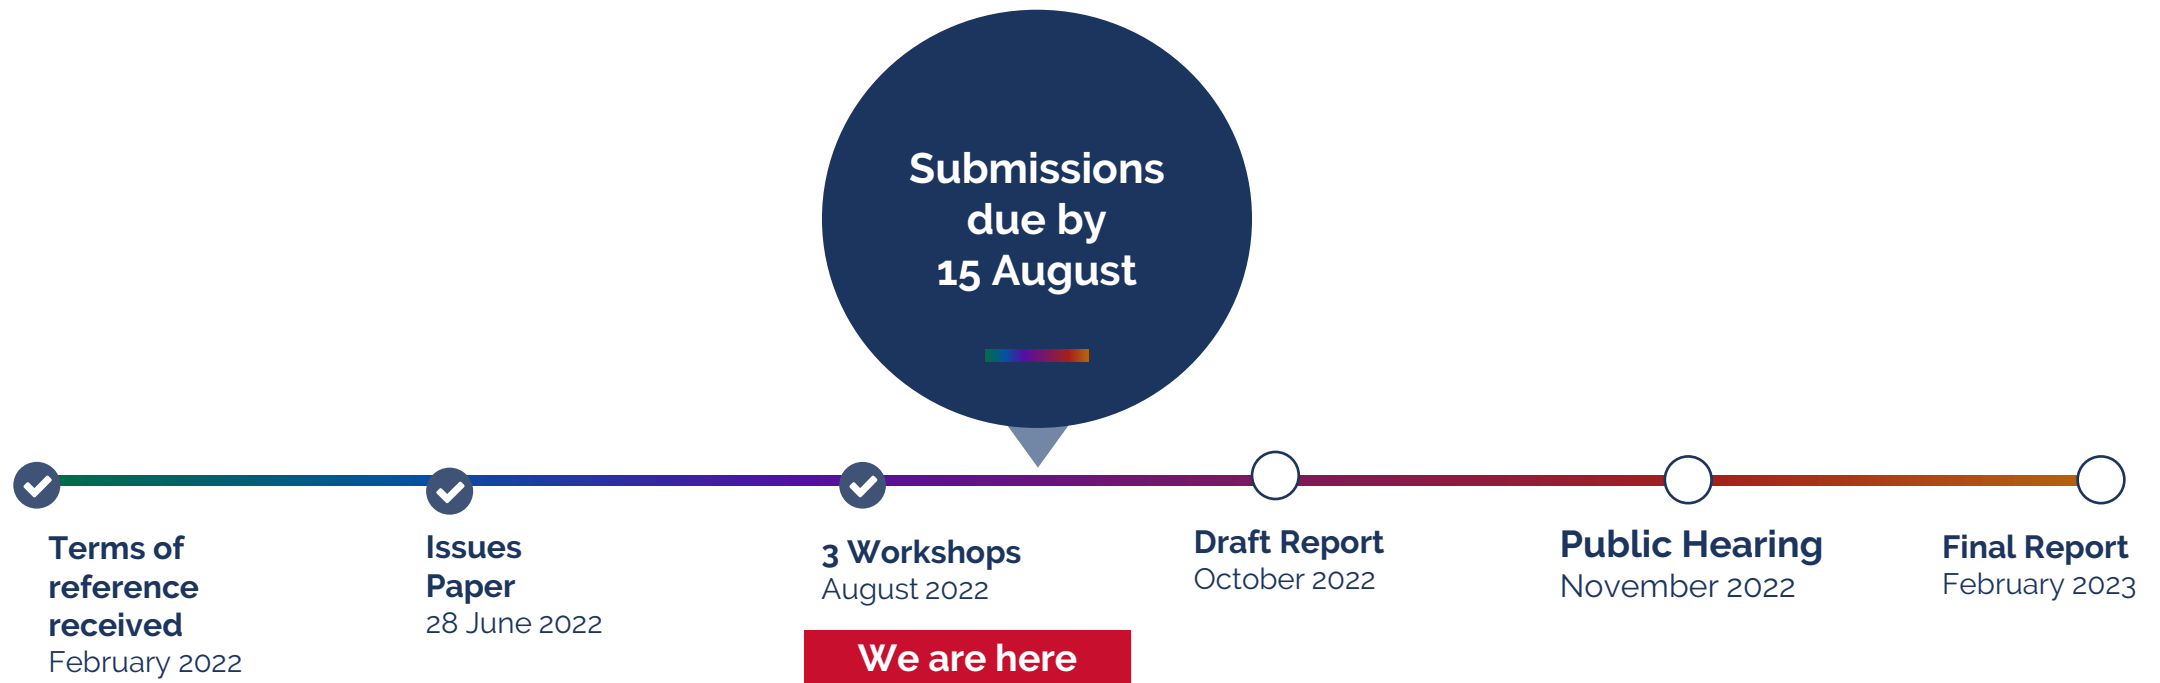 Submissions
due by
15 August
Terms of
reference
received
February 2022
Issues
Paper
28 June 2022
3 Workshops
August 2022
We are here
Draft Report
October 2022
Public Hearing
November 2022
Final Report
February 2023